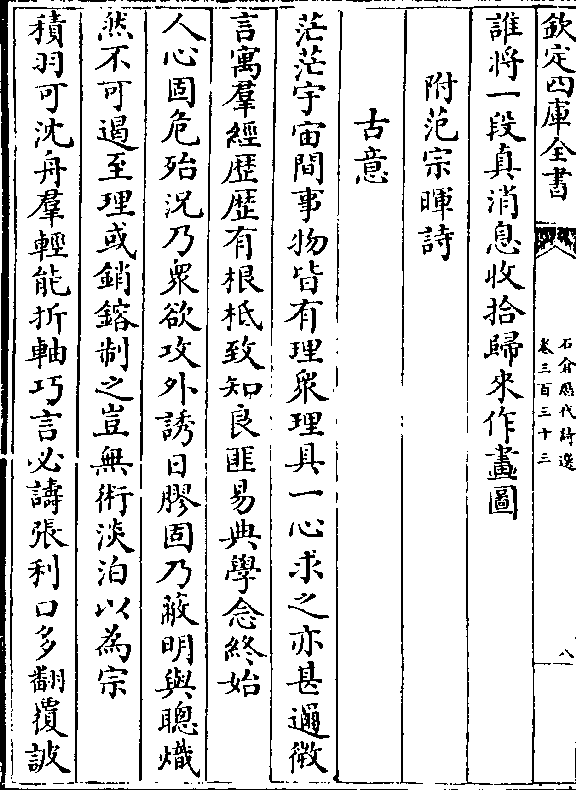 欽定四庫全書
石倉歷代詩選
卷三百三十三
八
誰將一段真消息收拾歸來作畫圖
附范宗暉詩
古意
茫茫宇宙間事物皆有理衆理具一心求之亦甚邇徴
言寓羣經歴歴有根柢致知良匪易典學念終始
人心固危殆況乃衆欲攻外誘日膠固乃蔽明與聰熾
然不可遏至理或銷鎔制之豈無術淡泊以為宗
積羽可沈舟羣輕能折軸巧言必譸張利口多翻覆詖